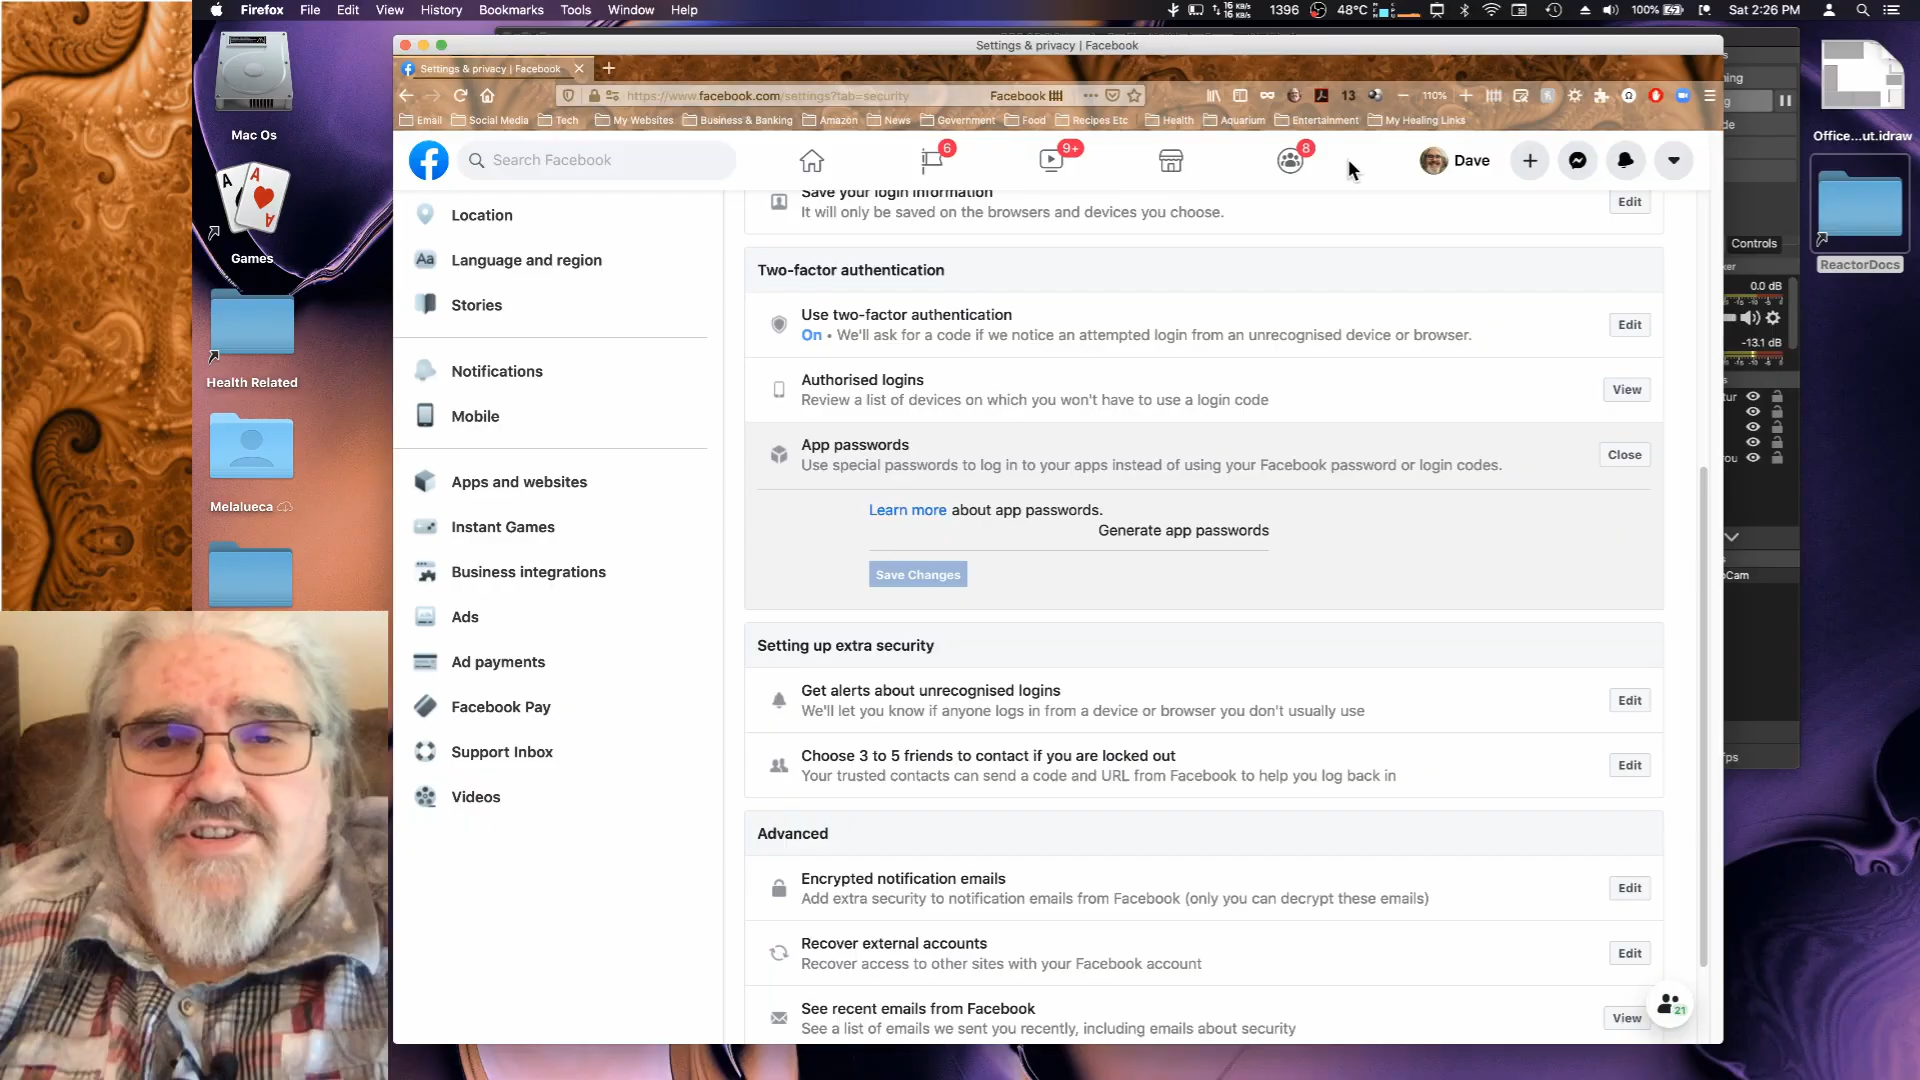 Firefox File Edit View History Bookmarks Tools Window Help
16 KB/s
16 KB/s
1396
48°C
100%
Sat 2:26 PM
Settings & privacy | Facebook
Settings & privacy | Facebook
https://www.facebook.com/settings?tab=security
Facebook
13
110%
Email Social Media Tech My Websites Business & Banking Amazon News Government Food Recipes Etc Health Aquarium Entertainment My Healing Links
Search Facebook
6
9+
8
Dave
Mac Os
Games
Health Related
Melalueca
Office...ut.idraw
ReactorDocs
Location
Language and region
Stories
Notifications
Mobile
Apps and websites
Instant Games
Business integrations
Ads
Ad payments
Facebook Pay
Support Inbox
Videos
Save your login information
It will only be saved on the browsers and devices you choose.
Edit
Two-factor authentication
Use two-factor authentication
On • We'll ask for a code if we notice an attempted login from an unrecognised device or browser.
Edit
Authorised logins
Review a list of devices on which you won't have to use a login code
View
App passwords
Use special passwords to log in to your apps instead of using your Facebook password or login codes.
Close
Learn more about app passwords.
Generate app passwords
Save Changes
Setting up extra security
Get alerts about unrecognised logins
We'll let you know if anyone logs in from a device or browser you don't usually use
Edit
Choose 3 to 5 friends to contact if you are locked out
Your trusted contacts can send a code and URL from Facebook to help you log back in
Edit
Advanced
Encrypted notification emails
Add extra security to notification emails from Facebook (only you can decrypt these emails)
Edit
Recover external accounts
Recover access to other sites with your Facebook account
Edit
See recent emails from Facebook
See a list of emails we sent you recently, including emails about security
View
21
Controls
0.0 dB
-13.1 dB